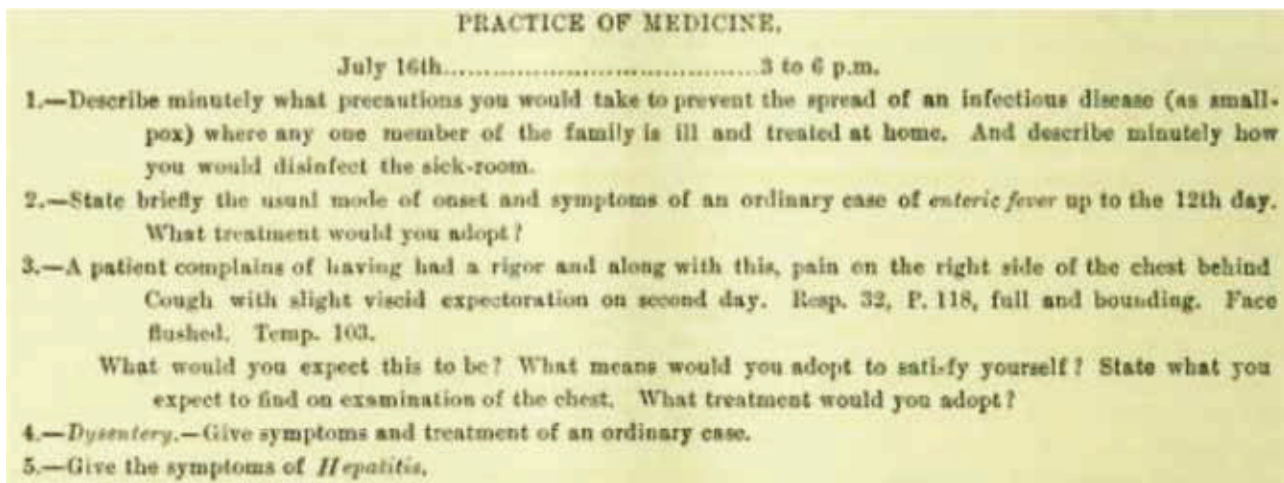 PRACTICE OF MEDICINE.
July 16th......................................3 to 6 p.m.
1.—Describe minutely what precautions you would take to prevent the spread of an infectious disease (as small-
pox) where any one member of the family is ill and treated at home. And describe minutely how
you would disinfect the sick-room.
2.—State briefly the usual mode of onset and symptoms of an ordinary case of enteric fever up to the 12th day.
What treatment would you adopt?
3.—A patient complains of having had a rigor and along with this, pain on the right side of the chest behind
Cough with slight viscid expectoration on second day. Resp. 32, P. 118, full and bounding. Face
flushed. Temp. 103.
What would you expect this to be? What means would you adopt to satisfy yourself? State what you
expect to find on examination of the chest. What treatment would you adopt?
4.—Dysentery.—Give symptoms and treatment of an ordinary case.
5.—Give the symptoms of Hepatitis.